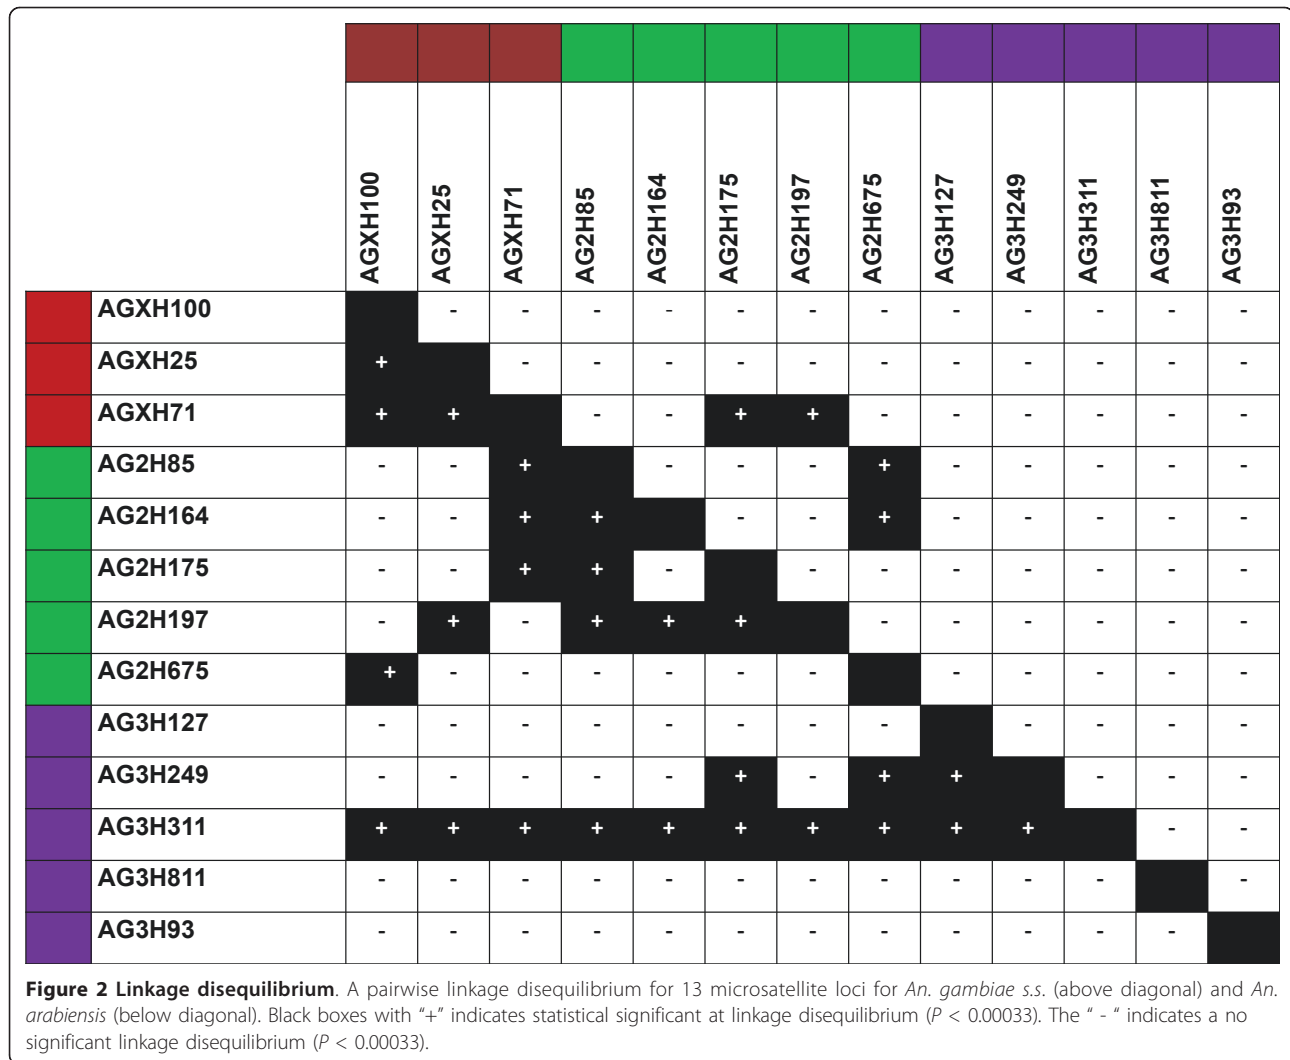 AGXH100 AGXH25 AGXH71 AG2H85 AG2H164 AG2H175 AG2H197 AG2H675 AG3H127 AG3H249 AG3H311 AG3H811 AG3H93
AGXH100 - - - - - - - - - - - -
AGXH25 + - - - - - - - - - - -
AGXH71 + + - - + + - - - - - -
AG2H85 - - + - - - + - - - - -
AG2H164 - - + + - - + - - - - -
AG2H175 - - + + - - - - - - - -
AG2H197 - + - + + + - - - - - -
AG2H675 + - - - - - - - - - - -
AG3H127 - - - - - - - - - - - -
AG3H249 - - - - - + - + + - - -
AG3H311 + + + + + + + + + + - -
AG3H811 - - - - - - - - - - - -
AG3H93 - - - - - - - - - - - -
Figure 2 Linkage disequilibrium. A pairwise linkage disequilibrium for 13 microsatellite loci for An. gambiae s.s. (above diagonal) and An.
arabiensis (below diagonal). Black boxes with "+" indicates statistical significant at linkage disequilibrium (P < 0.00033). The " - " indicates a no
significant linkage disequilibrium (P < 0.00033).